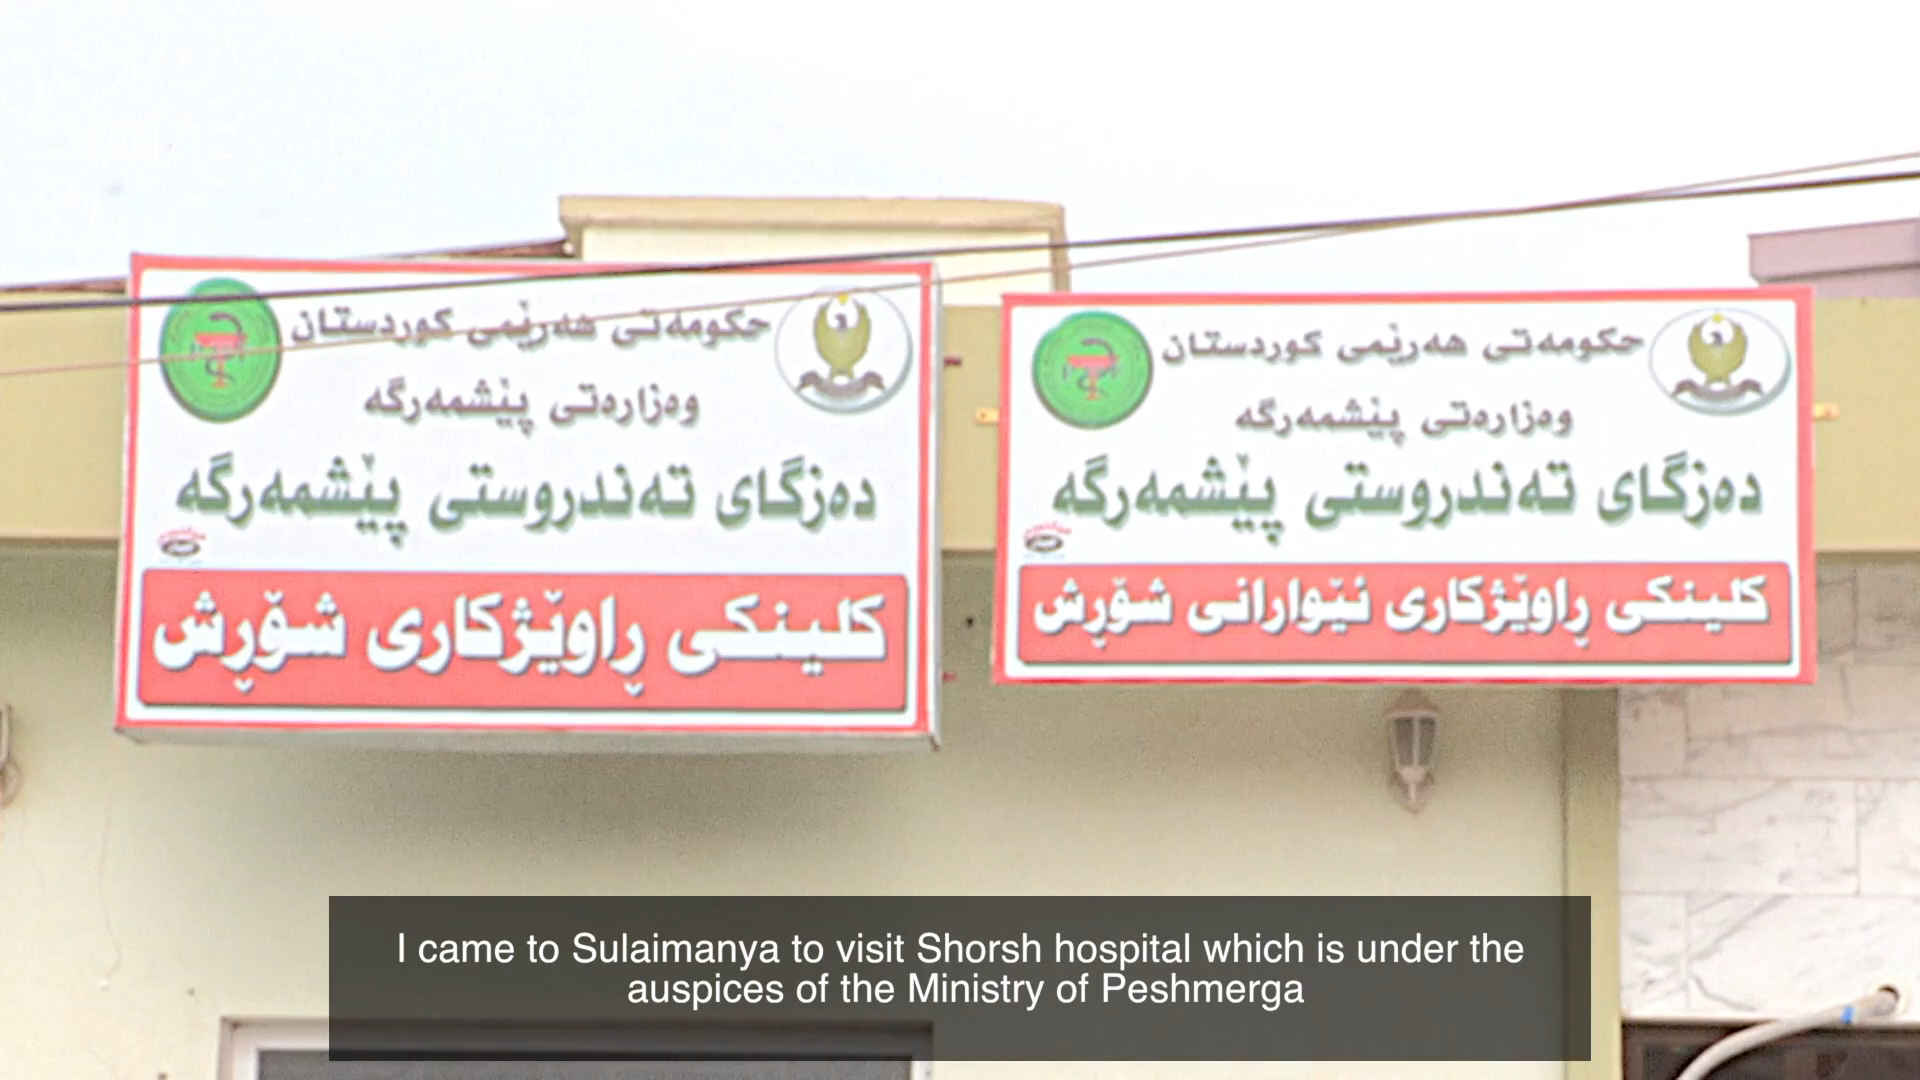 حکومەتی هەرێمی کوردستان
وەزارەتی پێشمەرگە
دەزگای تەندروستی پێشمەرگە
کلینکی ڕاوێژکاری شۆڕش
حکومەتی هەرێمی کوردستان
وەزارەتی پێشمەرگە
دەزگای تەندروستی پێشمەرگە
کلینکی ڕاوێژکاری ئێوارانی شۆڕش
I came to Sulaimanya to visit Shorsh hospital which is under the
auspices of the Ministry of Peshmerga